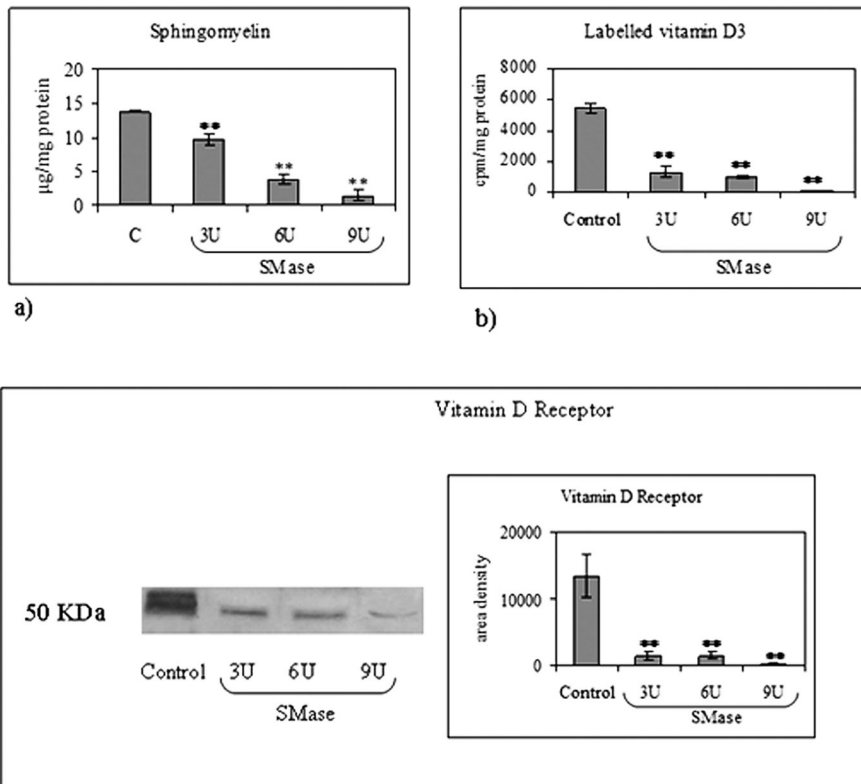 Sphingomyelin
µg/mg protein
20
15
10
5
0
**
**
**
C 3U 6U 9U
SMase
a)
Labelled vitamin D3
cpm/mg protein
8000
6000
4000
2000
0
**
**
**
Control 3U 6U 9U
SMase
b)
Vitamin D Receptor
50 KDa
Control 3U 6U 9U
SMase
Vitamin D Receptor
area density
20000
10000
0
**
**
**
Control 3U 6U 9U
SMase